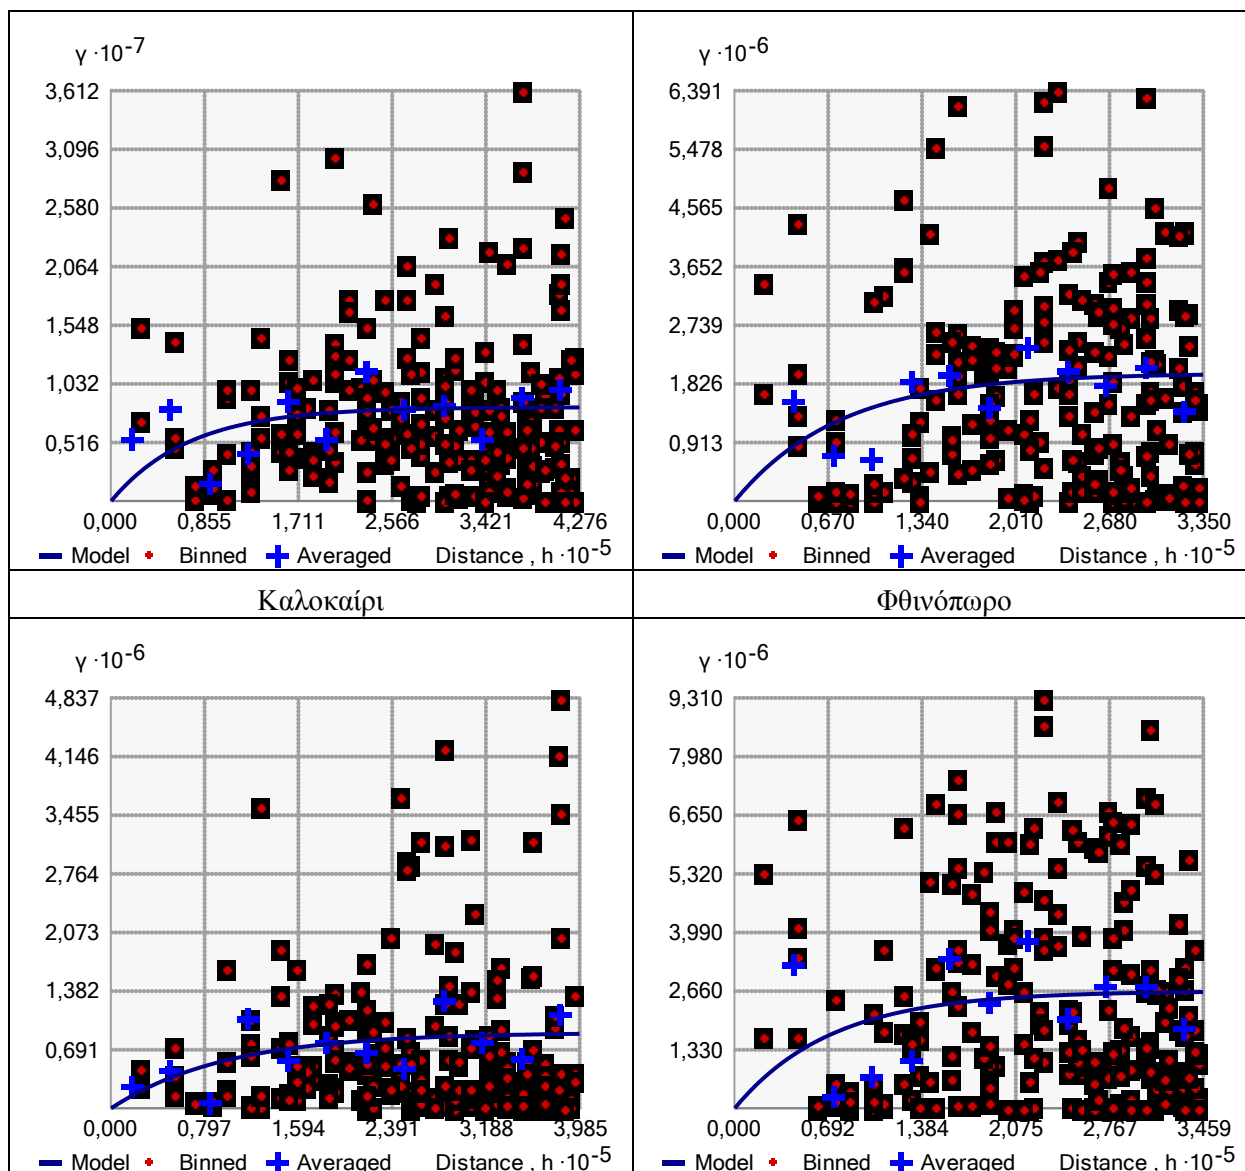 γ ·10-7
3,612
3,096
2,580
2,064
1,548
1,032
0,516
0,000 0,855 1,711 2,566 3,421 4,276
Model Binned Averaged Distance , h ·10-5
γ ·10-6
6,391
5,478
4,565
3,652
2,739
1,826
0,913
0,000 0,670 1,340 2,010 2,680 3,350
Model Binned Averaged Distance , h ·10-5
Καλοκαίρι
Φθινόπωρο
γ ·10-6
4,837
4,146
3,455
2,764
2,073
1,382
0,691
0,000 0,797 1,594 2,391 3,188 3,985
Model Binned Averaged Distance , h ·10-5
γ ·10-6
9,310
7,980
6,650
5,320
3,990
2,660
1,330
0,000 0,692 1,384 2,075 2,767 3,459
Model Binned Averaged Distance , h ·10-5